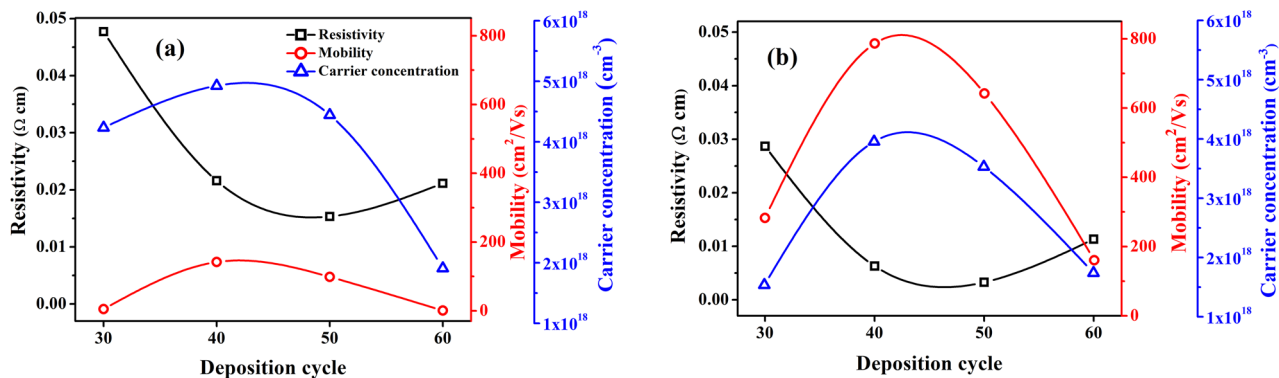 (a)
Resistivity
Mobility
Carrier concentration
0.05
0.04
0.03
0.02
0.01
0.00
Resistivity (Ω cm)
30 40 50 60
Deposition cycle
800
600
400
200
0
Mobility (cm²/Vs)
6x10¹⁸
5x10¹⁸
4x10¹⁸
3x10¹⁸
2x10¹⁸
1x10¹⁸
Carrier concentration (cm⁻³)
(b)
0.05
0.04
0.03
0.02
0.01
0.00
Resistivity (Ω cm)
30 40 50 60
Deposition cycle
800
600
400
200
0
Mobility (cm²/Vs)
6x10¹⁸
5x10¹⁸
4x10¹⁸
3x10¹⁸
2x10¹⁸
1x10¹⁸
Carrier concentration (cm⁻³)